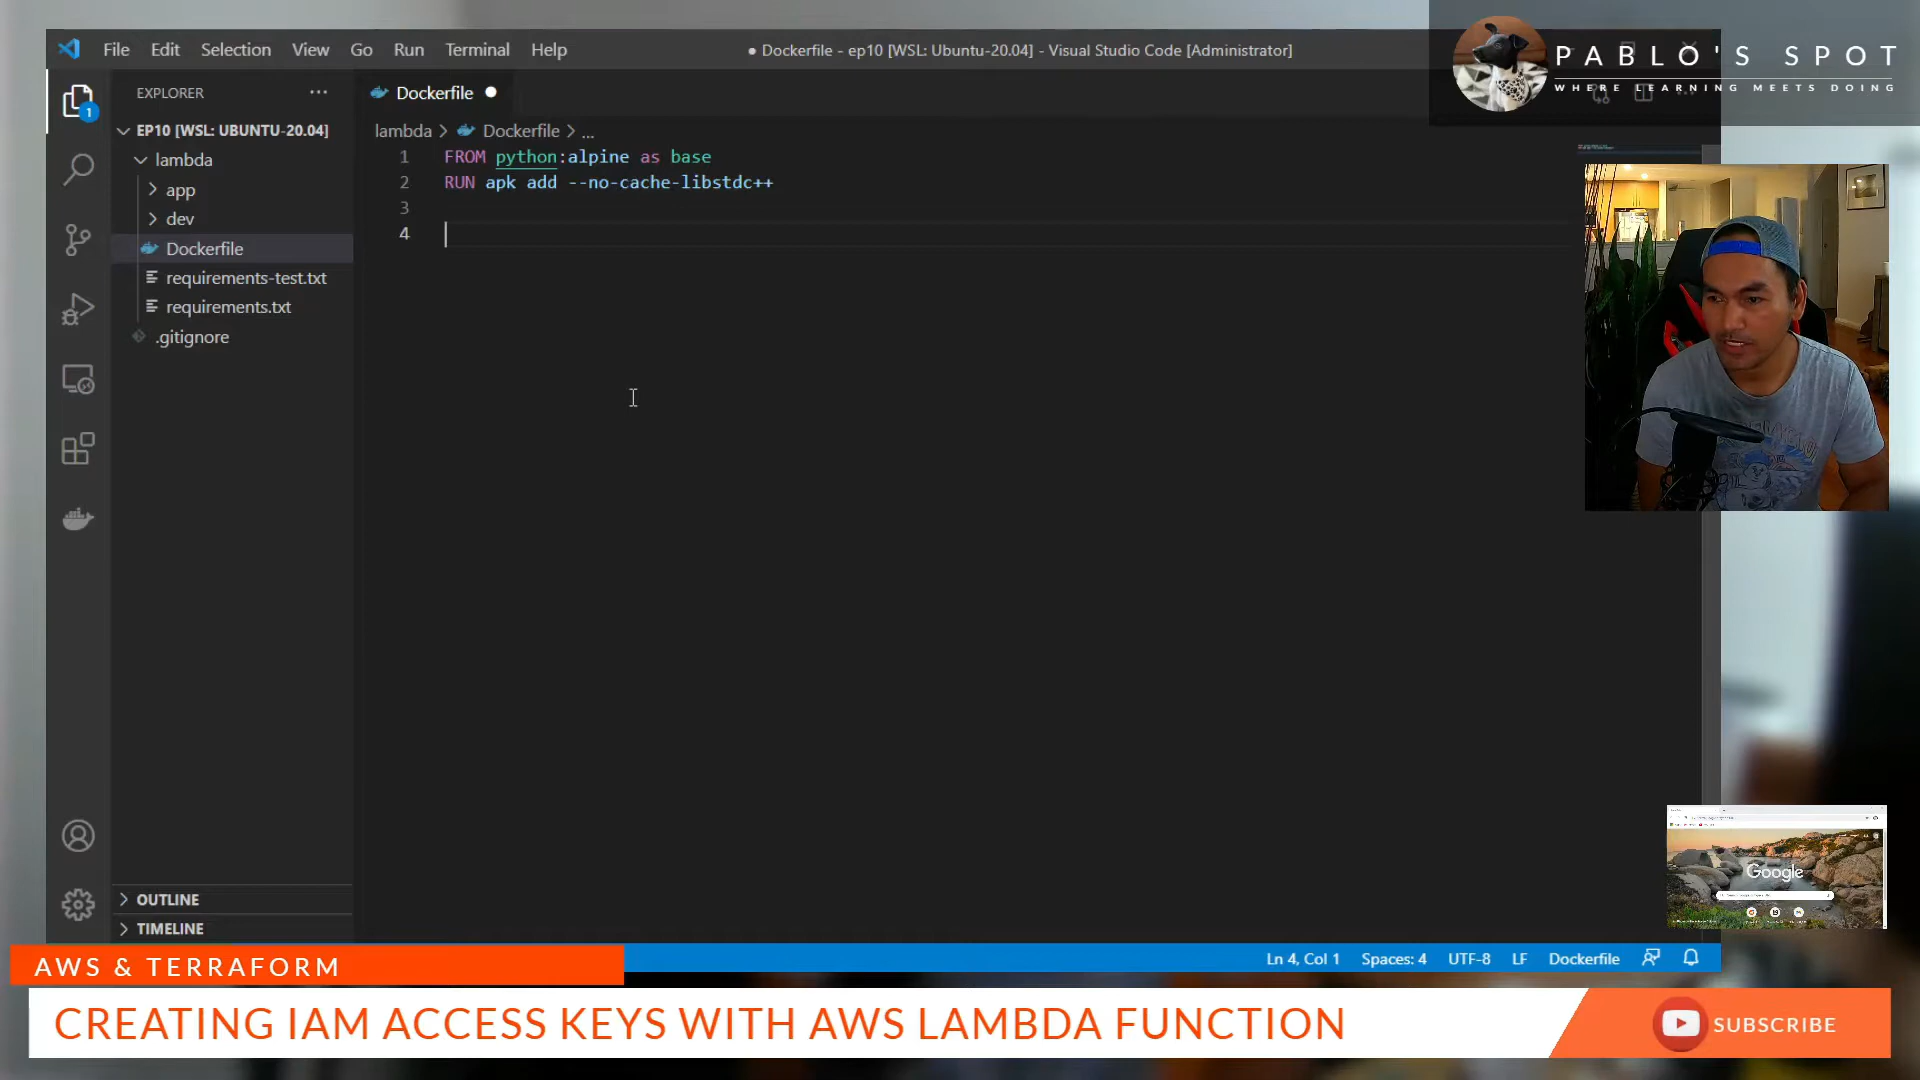 File Edit Selection View Go Run Terminal Help
● Dockerfile - ep10 [WSL: Ubuntu-20.04] - Visual Studio Code [Administrator]
PABLO'S SPOT
WHERE LEARNING MEETS DOING
1
EXPLORER ···
Dockerfile ●
EP10 [WSL: UBUNTU-20.04]
lambda
app
dev
Dockerfile
requirements-test.txt
requirements.txt
.gitignore
OUTLINE
TIMELINE
lambda > Dockerfile > ...
1 FROM python:alpine as base
2 RUN apk add --no-cache-libstdc++
3
4
Google
Ln 4, Col 1 Spaces: 4 UTF-8 LF Dockerfile
AWS & TERRAFORM
CREATING IAM ACCESS KEYS WITH AWS LAMBDA FUNCTION
SUBSCRIBE